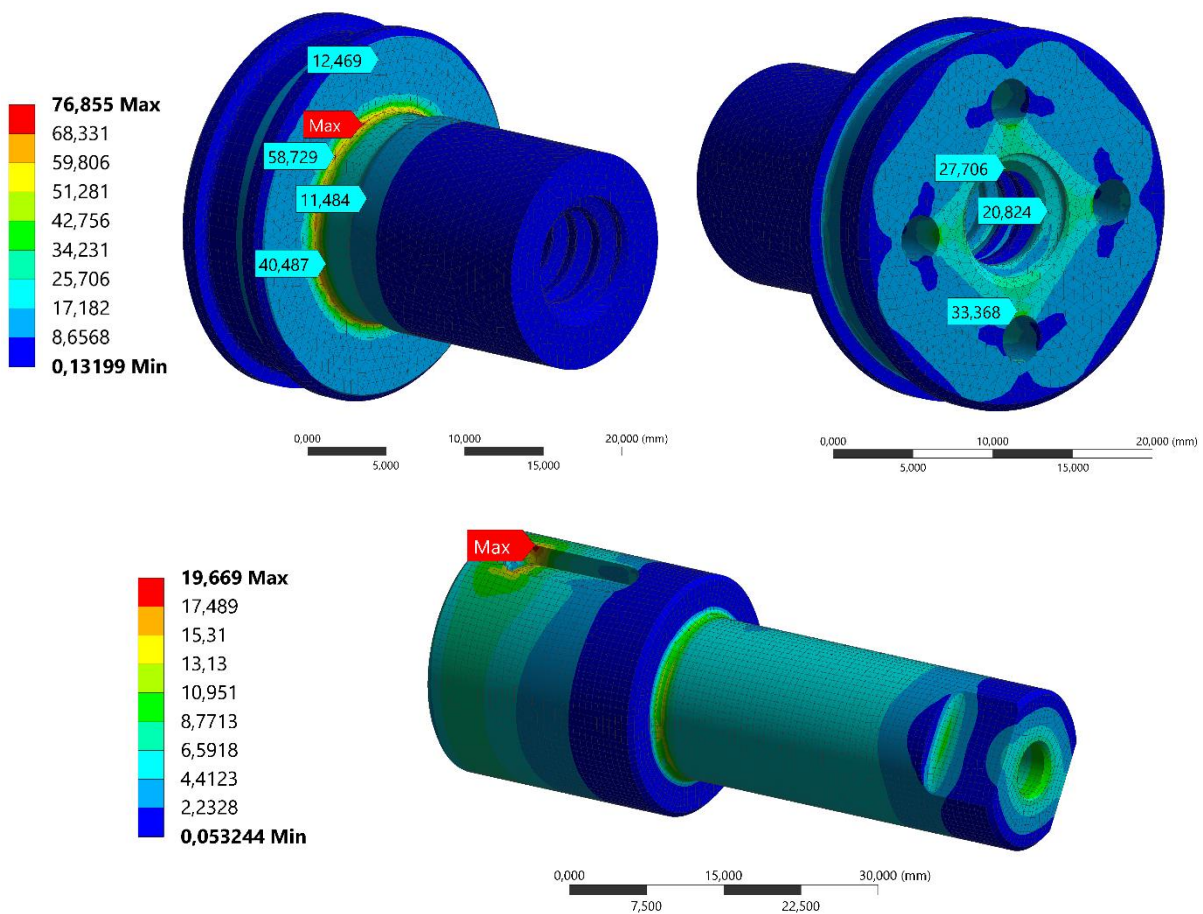 12,469
76,855 Max
68,331
59,806
51,281
42,756
34,231
25,706
17,182
8,6568
0,13199 Min
Max
58,729
11,484
40,487
27,706
20,824
33,368
0,000 10,000 20,000 (mm)
5,000 15,000
0,000 10,000 20,000 (mm)
5,000 15,000
Max
19,669 Max
17,489
15,31
13,13
10,951
8,7713
6,5918
4,4123
2,2328
0,053244 Min
0,000 15,000 30,000 (mm)
7,500 22,500